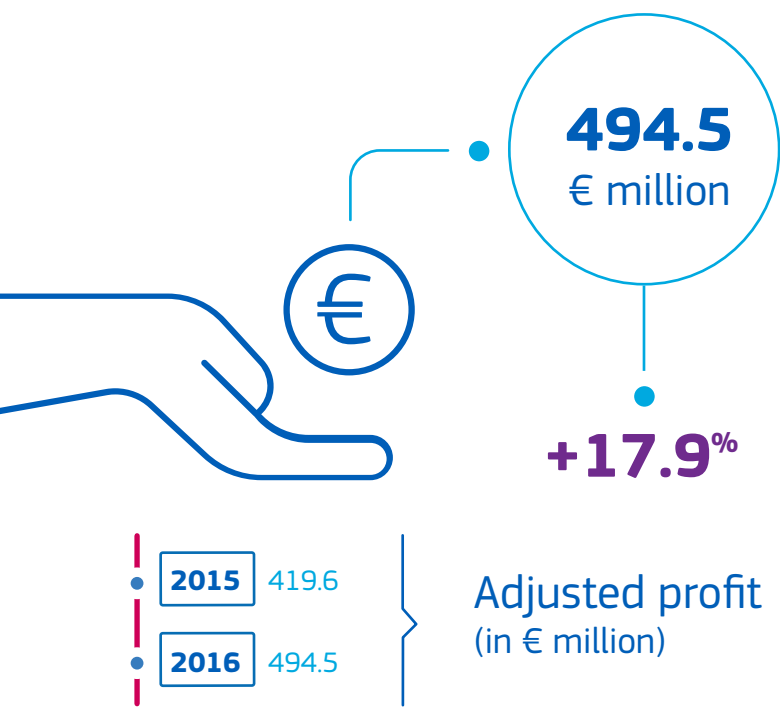 494.5
€ million
€
+17.9%
2015 419.6
2016 494.5
Adjusted profit
(in € million)